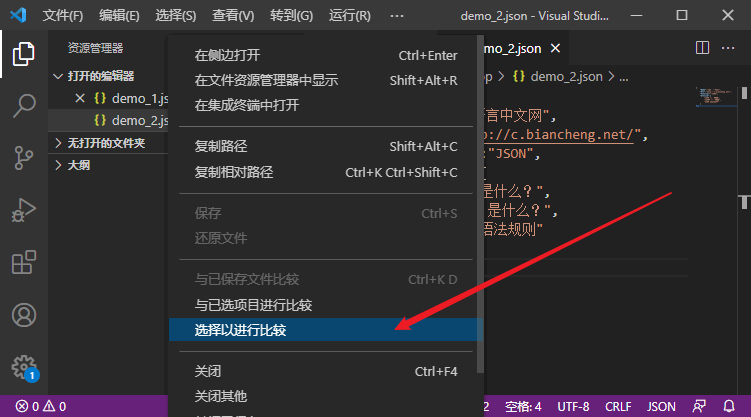 文件(F) 编辑(E) 选择(S) 查看(V) 转到(G) 运行(R) ··· demo_2.json - Visual Studi...
资源管理器
打开的编辑器
demo_1.js
demo_2.js
无打开的文件夹
大纲
在侧边打开 Ctrl+Enter
在文件资源管理器中显示 Shift+Alt+R
在集成终端中打开
复制路径 Shift+Alt+C
复制相对路径 Ctrl+K Ctrl+Shift+C
保存 Ctrl+S
还原文件
与已保存文件比较 Ctrl+K D
与已选项目进行比较
选择以进行比较
关闭 Ctrl+F4
关闭其他
mo_2.json
op > {} demo_2.json > ...
言中文网",
p://c.biancheng.net/",
:"JSON",
[
是什么？",
是什么？",
语法规则"
1
0 0 2 空格: 4 UTF-8 CRLF JSON